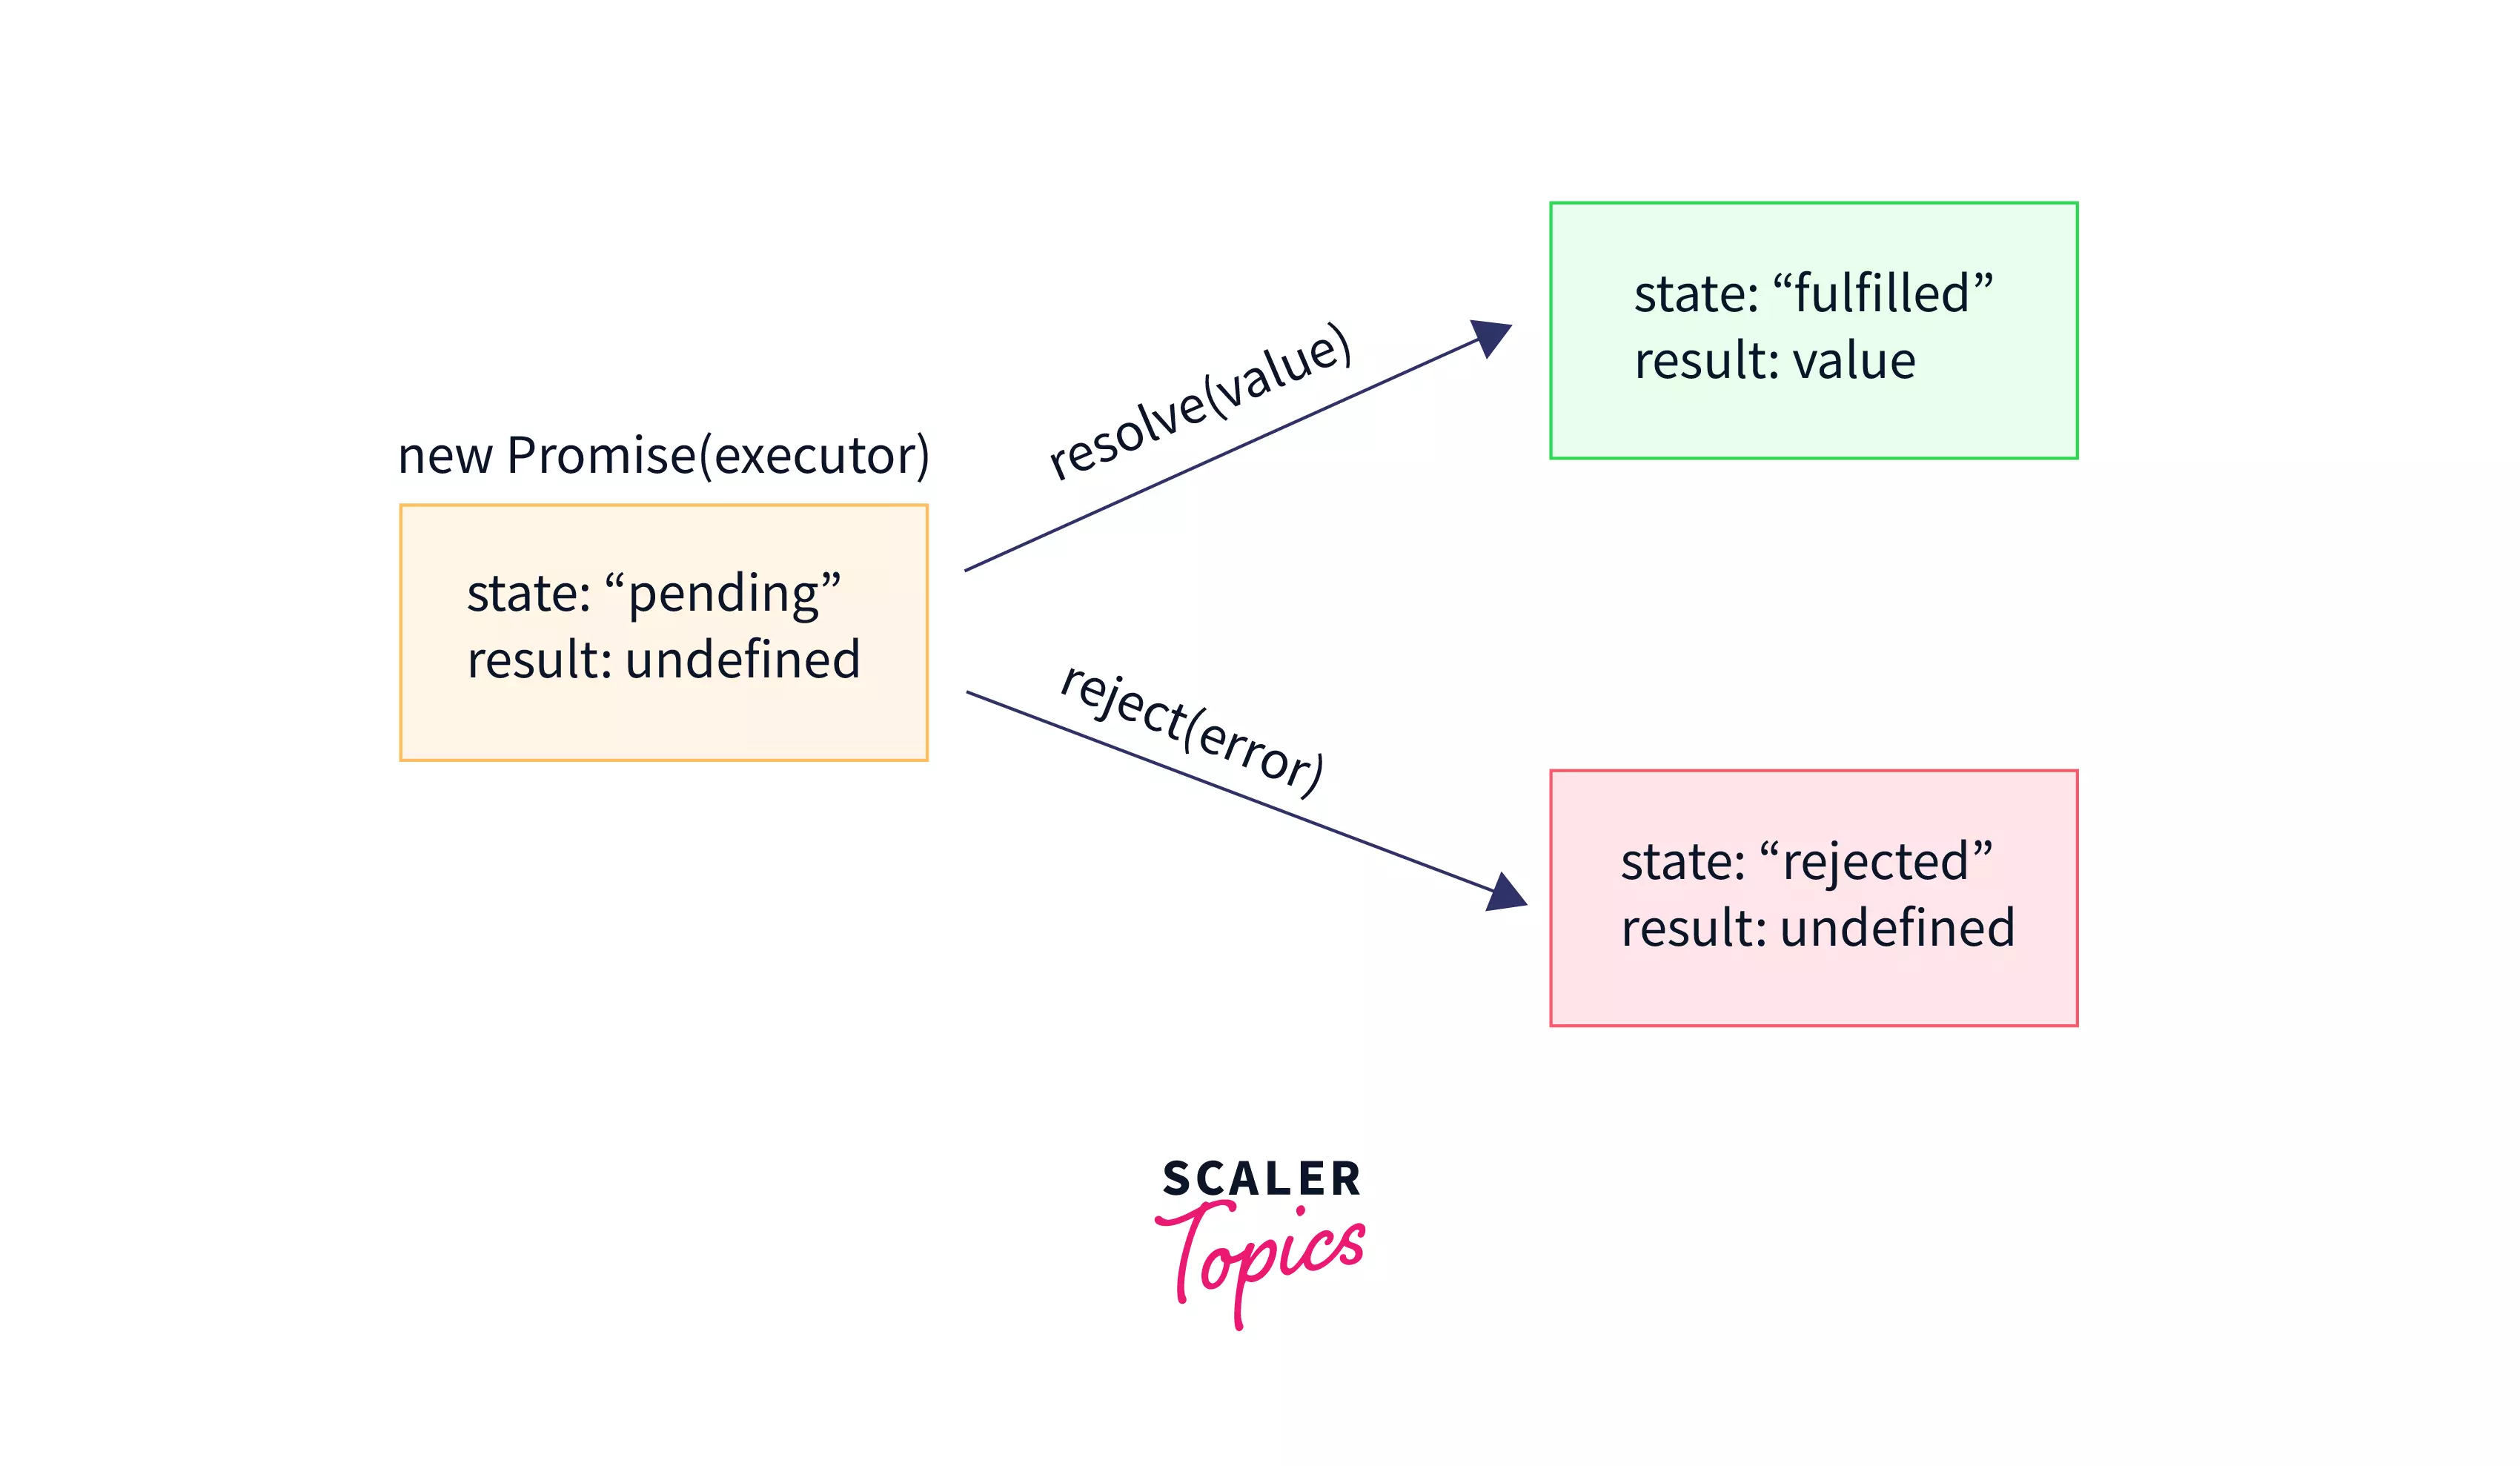 new Promise(executor)
state: “pending”
result: undefined
resolve(value)
reject(error)
state: “fulfilled”
result: value
state: “rejected”
result: undefined
SCALER
Topics